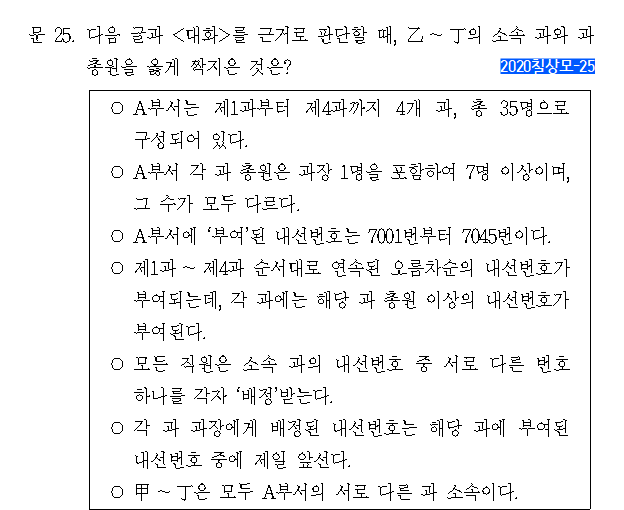 문 25. 다음 글과 <대화>를 근거로 판단할 때, 乙 ~ 丁의 소속 과와 과
총원을 옳게 짝지은 것은?
2020침상모-25
○ A부서는 제1과부터 제4과까지 4개 과, 총 35명으로
구성되어 있다.
○ A부서 각 과 총원은 과장 1명을 포함하여 7명 이상이며,
그 수가 모두 다르다.
○ A부서에 ‘부여’된 내선번호는 7001번부터 7045번이다.
○ 제1과 ~ 제4과 순서대로 연속된 오름차순의 내선번호가
부여되는데, 각 과에는 해당 과 총원 이상의 내선번호가
부여된다.
○ 모든 직원은 소속 과의 내선번호 중 서로 다른 번호
하나를 각자 ‘배정’받는다.
○ 각 과 과장에게 배정된 내선번호는 해당 과에 부여된
내선번호 중에 제일 앞선다.
○ 甲 ~ 丁은 모두 A부서의 서로 다른 과 소속이다.